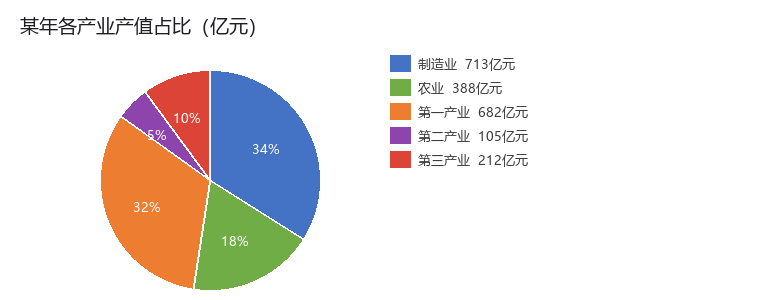 某年各产业产值占比（亿元）
制造业 713亿元
农业 388亿元
第一产业 682亿元
第二产业 105亿元
第三产业 212亿元
10%
5%
34%
32%
18%